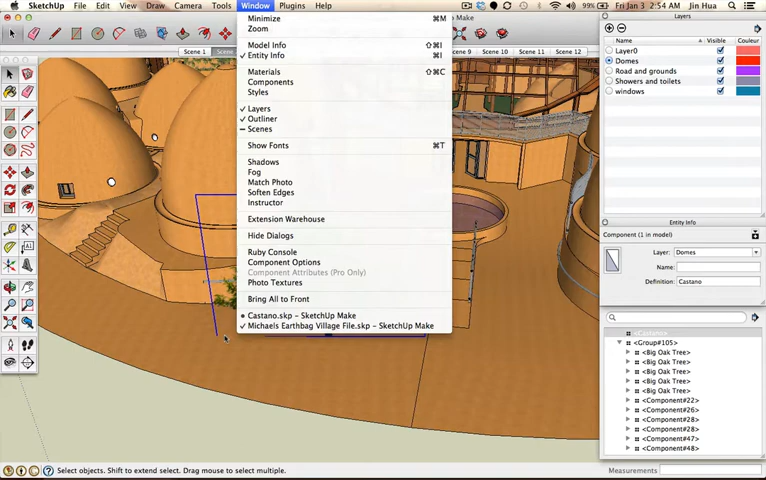 SketchUp File Edit View Draw Camera Tools Window Plugins Help 99% Fri Jan 3 2:54 AM Jin Hua
Make
Scene 1 Scene Scene 10 Scene 11 Scene 12
Minimize ⌘M
Zoom
Model Info ⇧⌘I
✓ Entity Info ⌘I
Materials ⇧⌘C
Components
Styles
✓ Layers
✓ Outliner
– Scenes
Show Fonts ⌘T
Shadows
Fog
Match Photo
Soften Edges
Instructor
Extension Warehouse
Hide Dialogs
Ruby Console
Component Options
Component Attributes (Pro Only)
Photo Textures
Bring All to Front
• Castano.skp – SketchUp Make
✓ Michaels Earthbag Village File.skp – SketchUp Make
Layers
Name Visible Couleur
Layer0
Domes
Road and grounds
Showers and toilets
windows
Entity Info
Component (1 in model)
Layer: Domes
Name:
Definition: Castano
<Castano>
<Group#105>
<Big Oak Tree>
<Big Oak Tree>
<Big Oak Tree>
<Big Oak Tree>
<Big Oak Tree>
<Component#22>
<Component#26>
<Component#28>
<Component#28>
<Component#47>
<Component#48>
Select objects. Shift to extend select. Drag mouse to select multiple.
Measurements